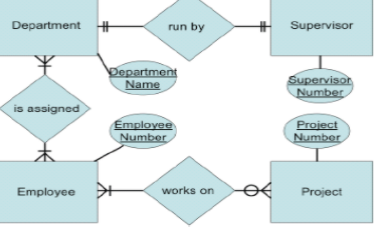 Department
run by
Supervisor
Department
Name
Supervisor
Number
is assigned
Employee
Number
Project
Number
Employee
works on
Project